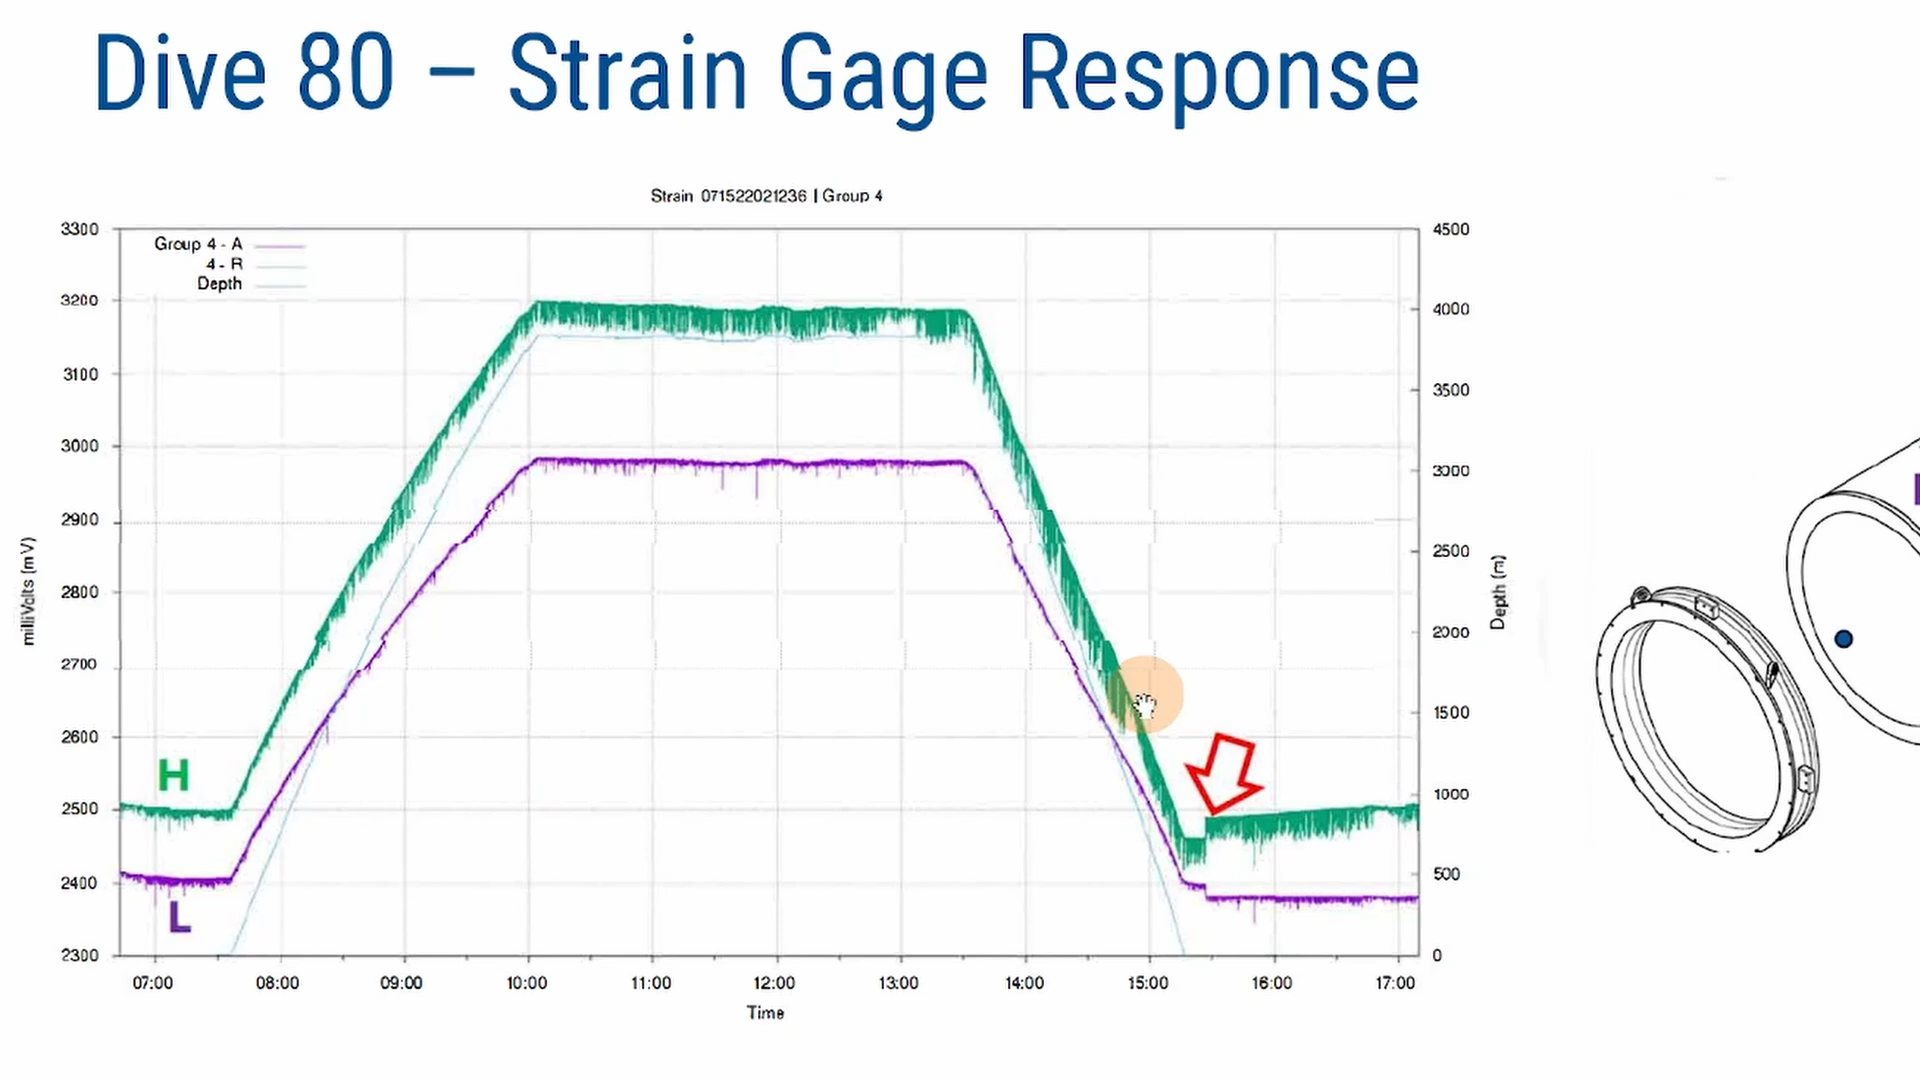 Dive 80 – Strain Gage Response
Strain 071522021236 | Group 4
3300
3200
3100
3000
2900
2800
2700
2600
2500
2400
2300
4500
4000
3500
3000
2500
2000
1500
1000
500
0
Group 4 - A
4 - R
Depth
milliVolts (mV)
Depth (m)
H
L
07:00 08:00 09:00 10:00 11:00 12:00 13:00 14:00 15:00 16:00 17:00
Time